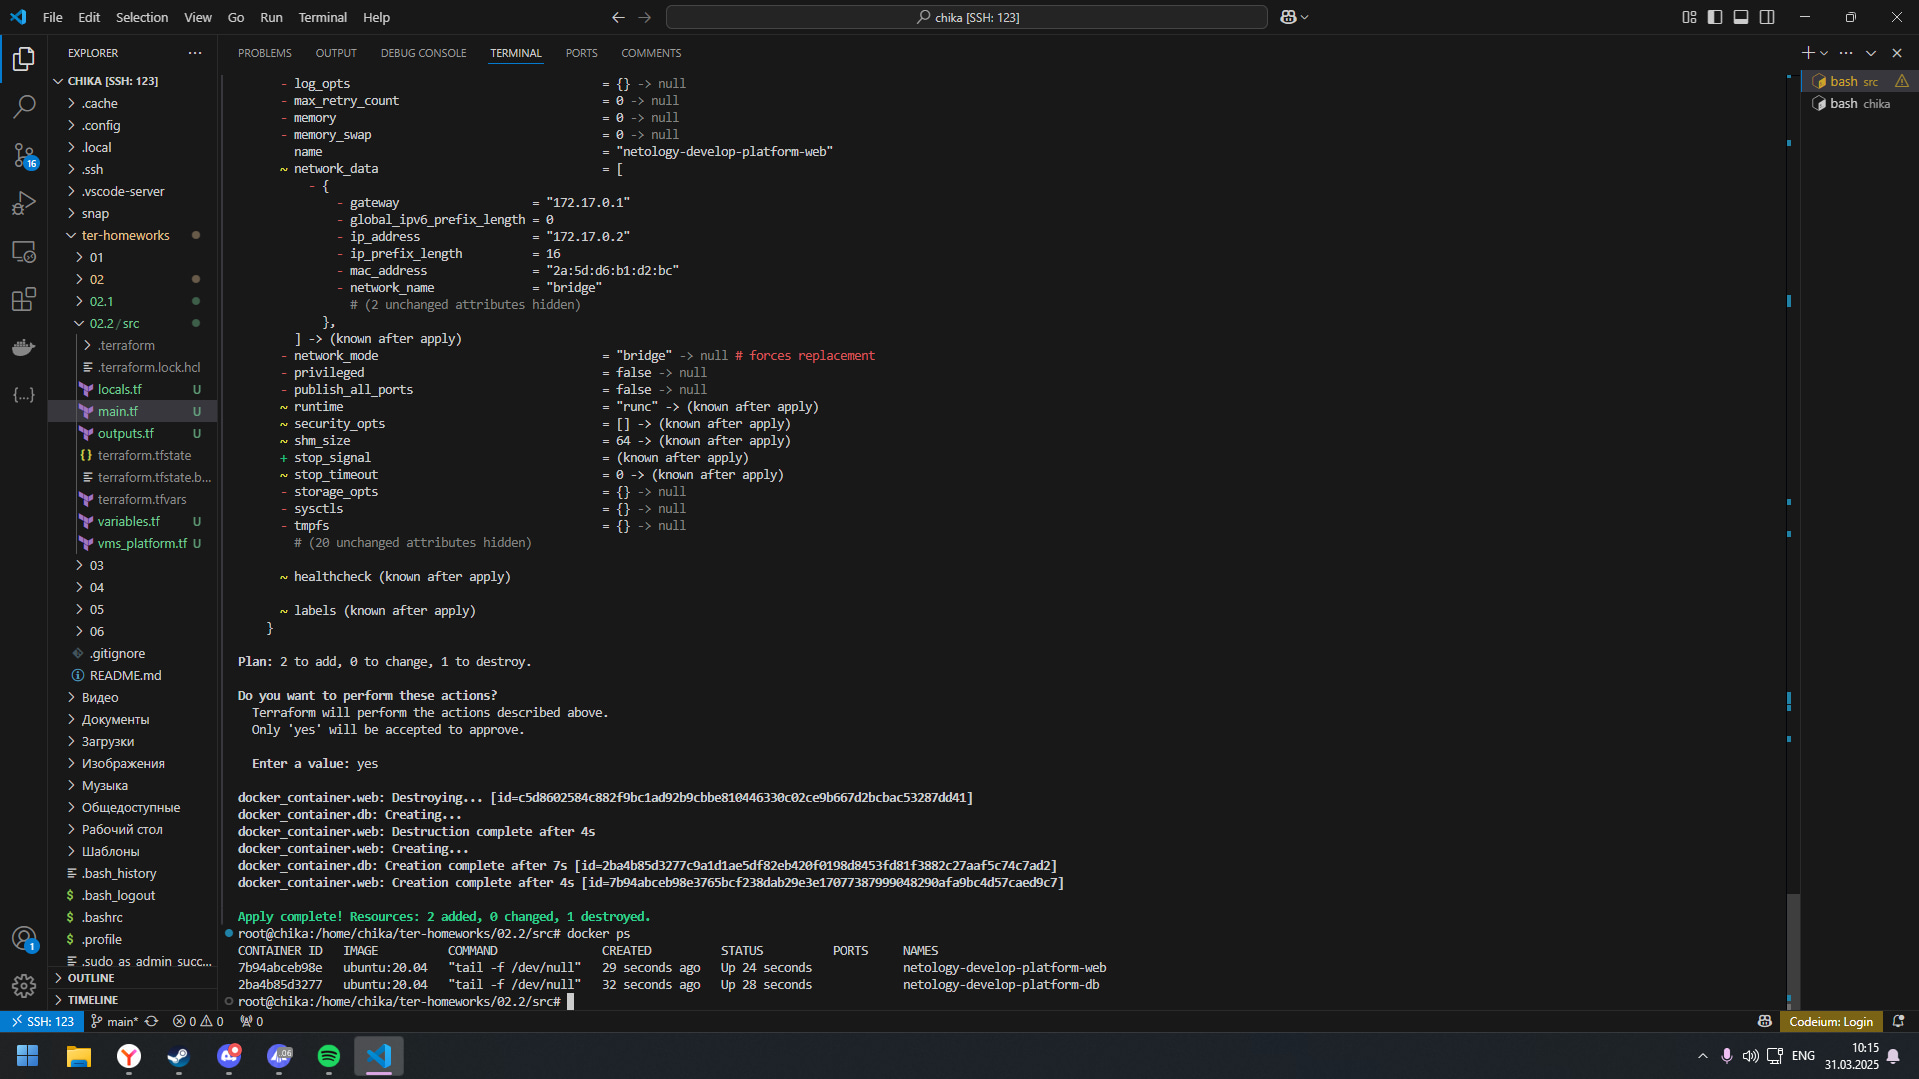 File Edit Selection View Go Run Terminal Help
chika [SSH: 123]
EXPLORER
CHIKA [SSH: 123]
.cache
.config
.local
.ssh
.vscode-server
snap
ter-homeworks
01
02
02.1
02.2 / src
.terraform
.terraform.lock.hcl
locals.tf U
main.tf U
outputs.tf U
terraform.tfstate
terraform.tfstate.b...
terraform.tfvars
variables.tf U
vms_platform.tf U
03
04
05
06
.gitignore
README.md
Видео
Документы
Загрузки
Изображения
Музыка
Общедоступные
Рабочий стол
Шаблоны
.bash_history
.bash_logout
.bashrc
.profile
.sudo_as_admin_succ...
OUTLINE
TIMELINE
16
1
PROBLEMS OUTPUT DEBUG CONSOLE TERMINAL PORTS COMMENTS
- log_opts = {} -> null
- max_retry_count = 0 -> null
- memory = 0 -> null
- memory_swap = 0 -> null
name = "netology-develop-platform-web"
~ network_data = [
- {
- gateway = "172.17.0.1"
- global_ipv6_prefix_length = 0
- ip_address = "172.17.0.2"
- ip_prefix_length = 16
- mac_address = "2a:5d:d6:b1:d2:bc"
- network_name = "bridge"
# (2 unchanged attributes hidden)
},
] -> (known after apply)
- network_mode = "bridge" -> null # forces replacement
- privileged = false -> null
- publish_all_ports = false -> null
~ runtime = "runc" -> (known after apply)
~ security_opts = [] -> (known after apply)
~ shm_size = 64 -> (known after apply)
+ stop_signal = (known after apply)
~ stop_timeout = 0 -> (known after apply)
- storage_opts = {} -> null
- sysctls = {} -> null
- tmpfs = {} -> null
# (20 unchanged attributes hidden)
~ healthcheck (known after apply)
~ labels (known after apply)
}
Plan: 2 to add, 0 to change, 1 to destroy.
Do you want to perform these actions?
Terraform will perform the actions described above.
Only 'yes' will be accepted to approve.
Enter a value: yes
docker_container.web: Destroying... [id=c5d8602584c882f9bc1ad92b9cbbe810446330c02ce9b667d2bcbac53287dd41]
docker_container.db: Creating...
docker_container.web: Destruction complete after 4s
docker_container.web: Creating...
docker_container.db: Creation complete after 7s [id=2ba4b85d3277c9a1d1ae5df82eb420f0198d8453fd81f3882c27aaf5c74c7ad2]
docker_container.web: Creation complete after 4s [id=7b94abceb98e3765bcf238dab29e3e17077387999048290afa9bc4d57caed9c7]
Apply complete! Resources: 2 added, 0 changed, 1 destroyed.
root@chika:/home/chika/ter-homeworks/02.2/src# docker ps
CONTAINER ID IMAGE COMMAND CREATED STATUS PORTS NAMES
7b94abceb98e ubuntu:20.04 "tail -f /dev/null" 29 seconds ago Up 24 seconds netology-develop-platform-web
2ba4b85d3277 ubuntu:20.04 "tail -f /dev/null" 32 seconds ago Up 28 seconds netology-develop-platform-db
root@chika:/home/chika/ter-homeworks/02.2/src#
bash src
bash chika
SSH: 123 main* 0 0 0
Codeium: Login
.06
ENG
10:15
31.03.2025